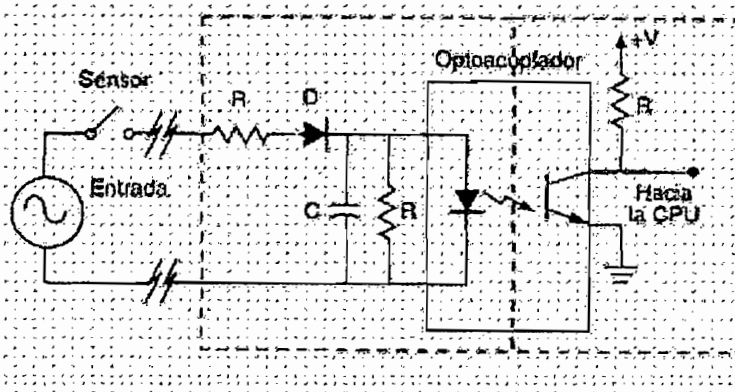 +V
Optoacoplador
Sensor
R
D
R
Entrada
C
R
Hacia
la CPU